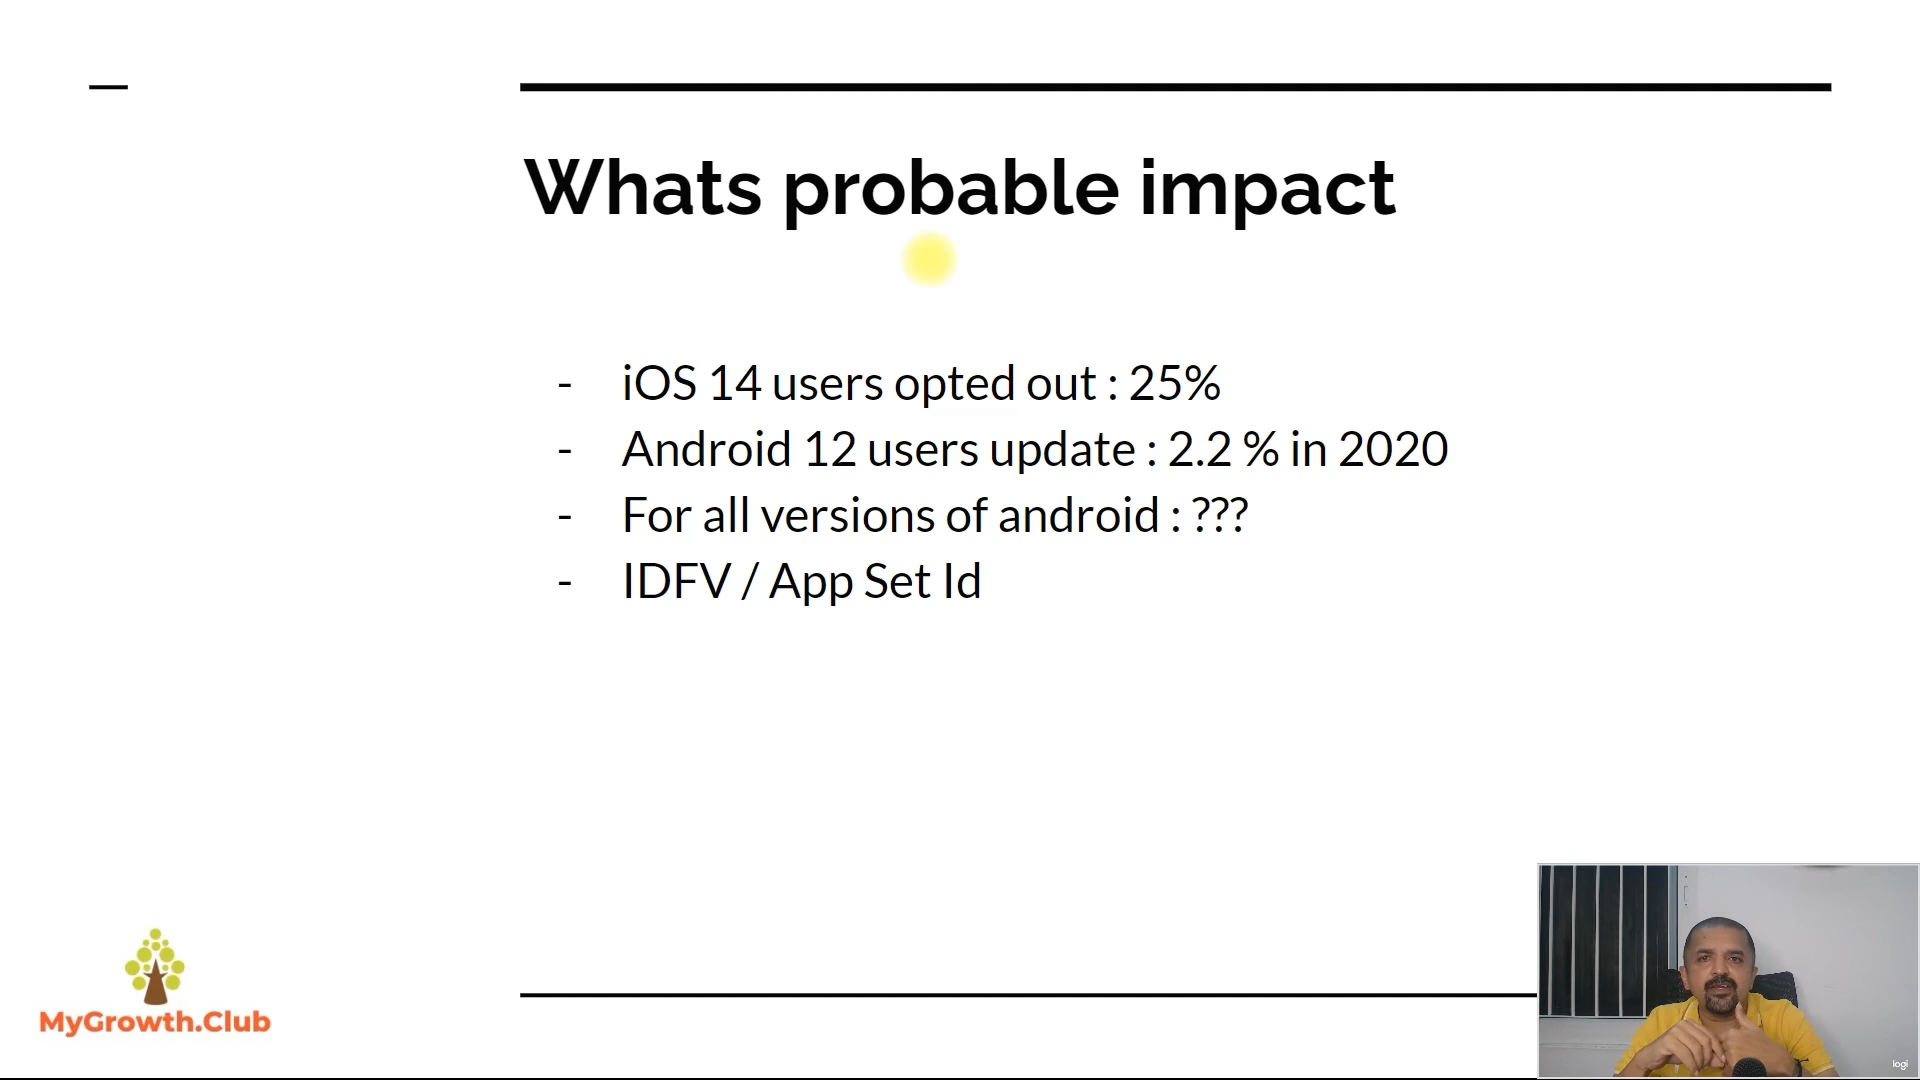 Whats probable impact
- iOS 14 users opted out : 25%
- Android 12 users update : 2.2 % in 2020
- For all versions of android : ???
- IDFV / App Set Id
MyGrowth.Club
logi